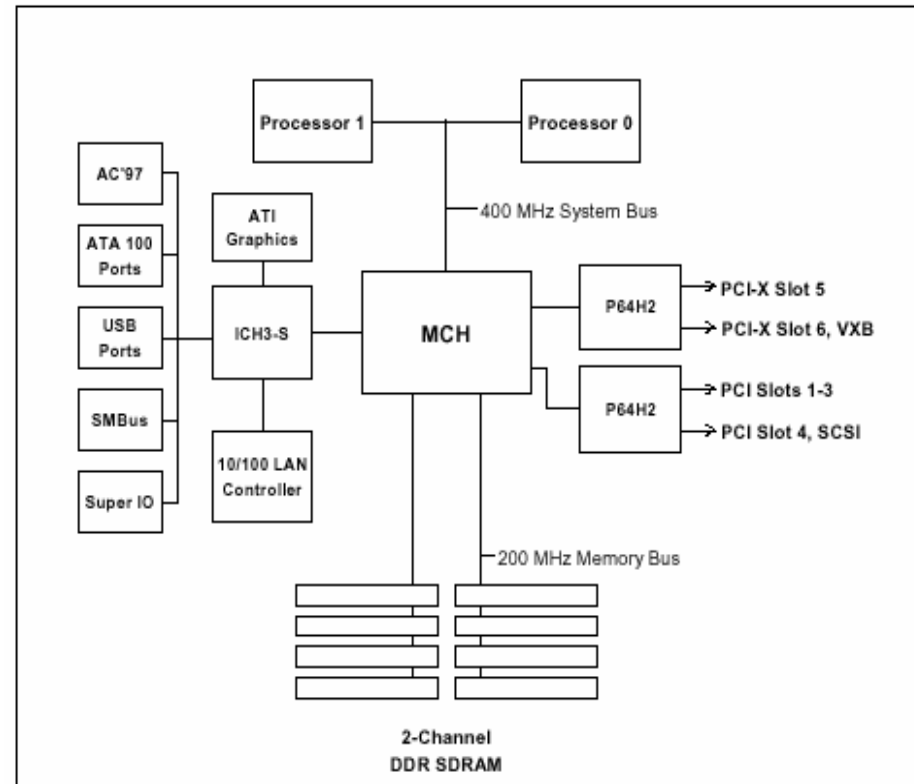 Processor 1
Processor 0
AC'97
400 MHz System Bus
ATI
Graphics
ATA 100
Ports
PCI-X Slot 5
P64H2
PCI-X Slot 6, VXB
USB
Ports
ICH3-S
MCH
PCI Slots 1-3
P64H2
PCI Slot 4, SCSI
SMBus
10/100 LAN
Controller
Super IO
200 MHz Memory Bus
2-Channel
DDR SDRAM